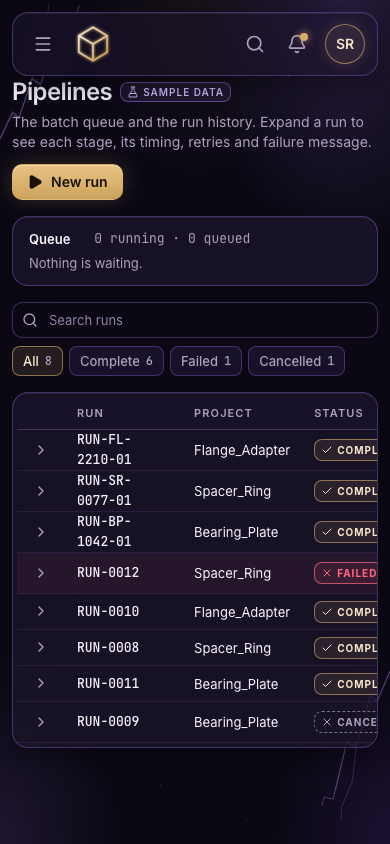 SR
Pipelines
SAMPLE DATA
The batch queue and the run history. Expand a run to
see each stage, its timing, retries and failure message.
New run
Queue 0 running · 0 queued
Nothing is waiting.
Search runs
All 8 Complete 6 Failed 1 Cancelled 1
RUN PROJECT STATUS
RUN-FL-
2210-01 Flange_Adapter COMPL
RUN-SR-
0077-01 Spacer_Ring COMPL
RUN-BP-
1042-01 Bearing_Plate COMPL
RUN-0012 Spacer_Ring FAILED
RUN-0010 Flange_Adapter COMPL
RUN-0008 Spacer_Ring COMPL
RUN-0011 Bearing_Plate COMPL
RUN-0009 Bearing_Plate CANCE